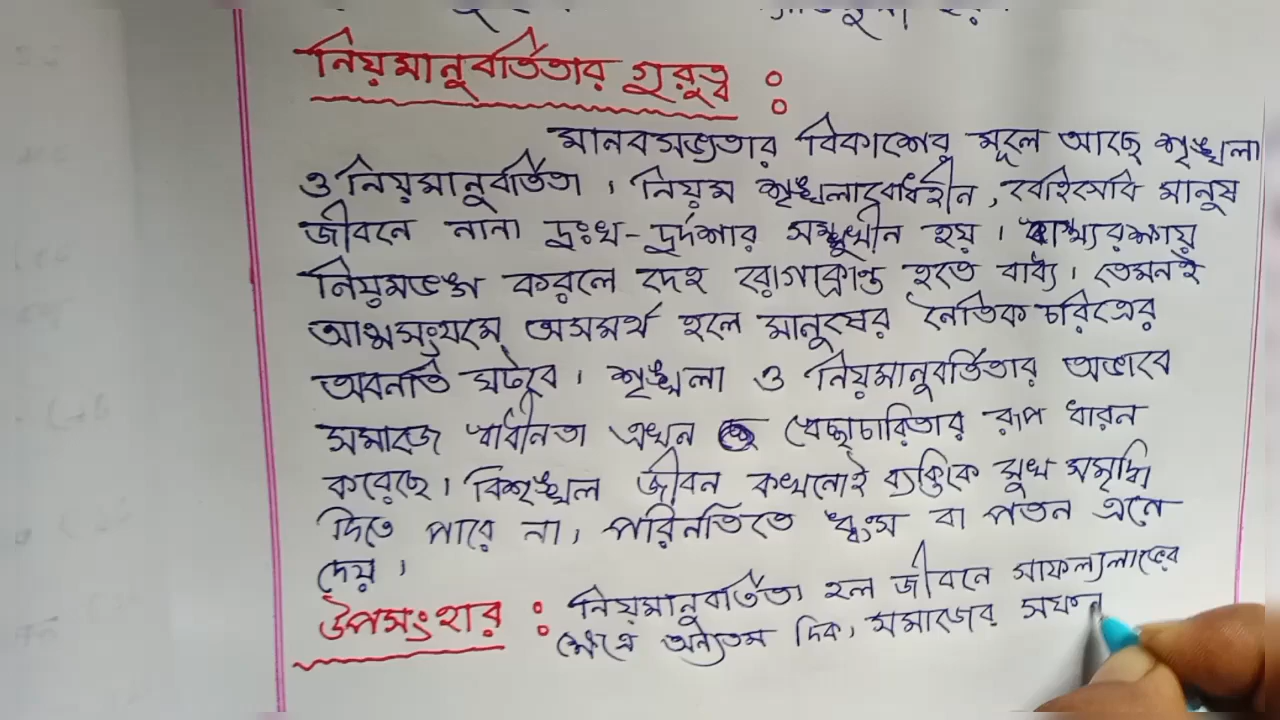 নিয়মানুবর্তিতার গুরুত্ব :
মানবসভ্যতার বিকাশের মূলে আছে শৃঙ্খলা
ও নিয়মানুবর্তিতা । নিয়ম শৃঙ্খলাবোধহীন, বেহিসেবি মানুষ
জীবনে নানা দুঃখ-দুর্দশার সম্মুখীন হয় । স্বাস্থ্যরক্ষায়
নিয়মভঙ্গ করলে দেহ রোগাক্রান্ত হতে বাধ্য । তেমনই
আত্মসংযমে অসমর্থ হলে মানুষের নৈতিক চরিত্রের
অবনতি ঘটবে । শৃঙ্খলা ও নিয়মানুবর্তিতার অভাবে
সমাজে স্বাধীনতা এখন স্বেচ্ছাচারিতার রূপ ধারন
করেছে । বিশৃঙ্খল জীবন কখনোই ব্যক্তিকে সুখ সমৃদ্ধি
দিতে পারে না, পরিনতিতে ধ্বংস বা পতন এনে
দেয় ।
উপসংহার : নিয়মানুবর্তিতা হল জীবনে সাফল্যলাভের
ক্ষেত্রে অন্যতম দিক, সমাজের